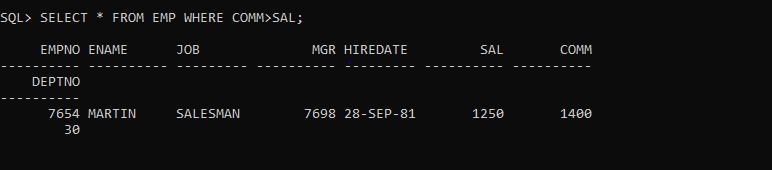 SQL> SELECT * FROM EMP WHERE COMM>SAL;
     EMPNO ENAME      JOB              MGR HIREDATE         SAL       COMM
---------- ---------- --------- ---------- --------- ---------- ----------
    DEPTNO
----------
      7654 MARTIN     SALESMAN        7698 28-SEP-81       1250       1400
        30